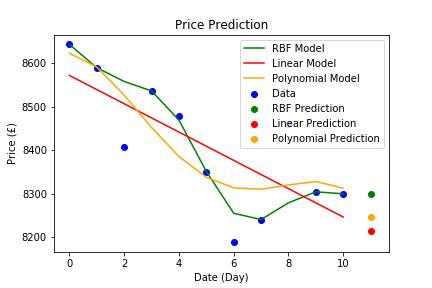 Price Prediction
RBF Model
Linear Model
Polynomial Model
Data
RBF Prediction
Linear Prediction
Polynomial Prediction
8600
8500
8400
8300
8200
Price (£)
0 2 4 6 8 10
Date (Day)